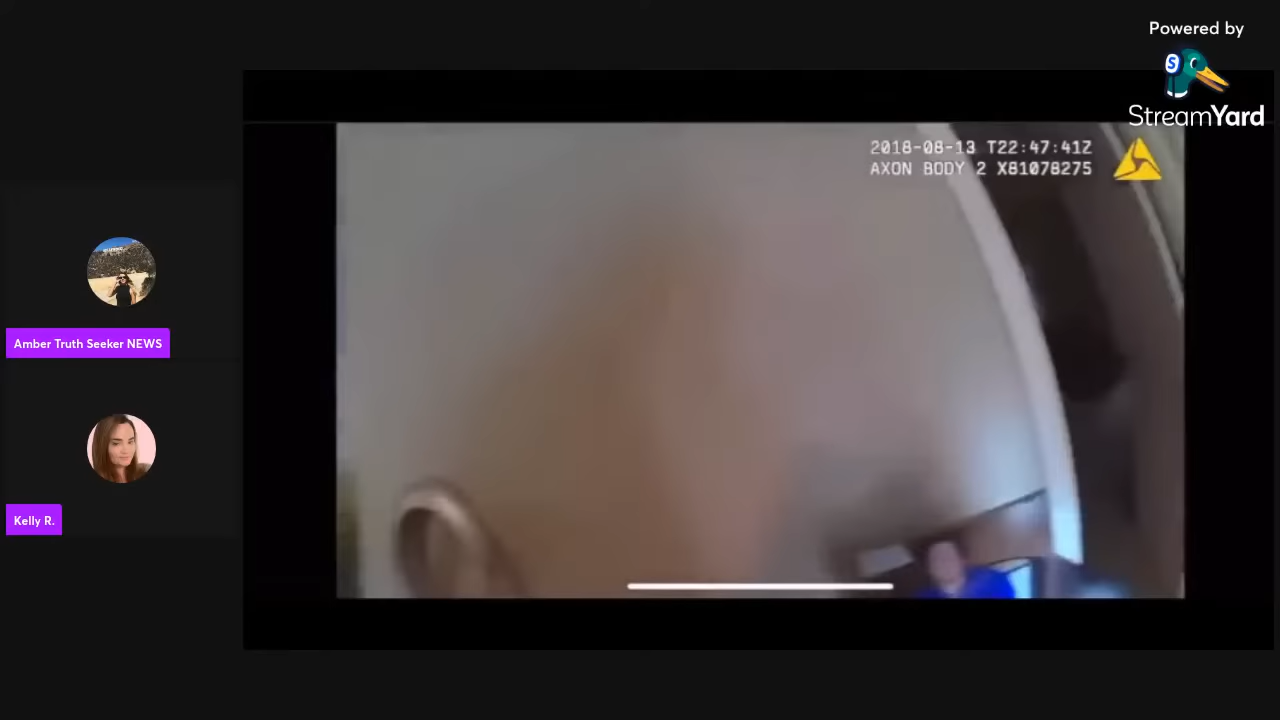 Powered by
S
StreamYard
2018-08-13 T22:47:41Z
AXON BODY 2 X81078275
Amber Truth Seeker NEWS
Kelly R.